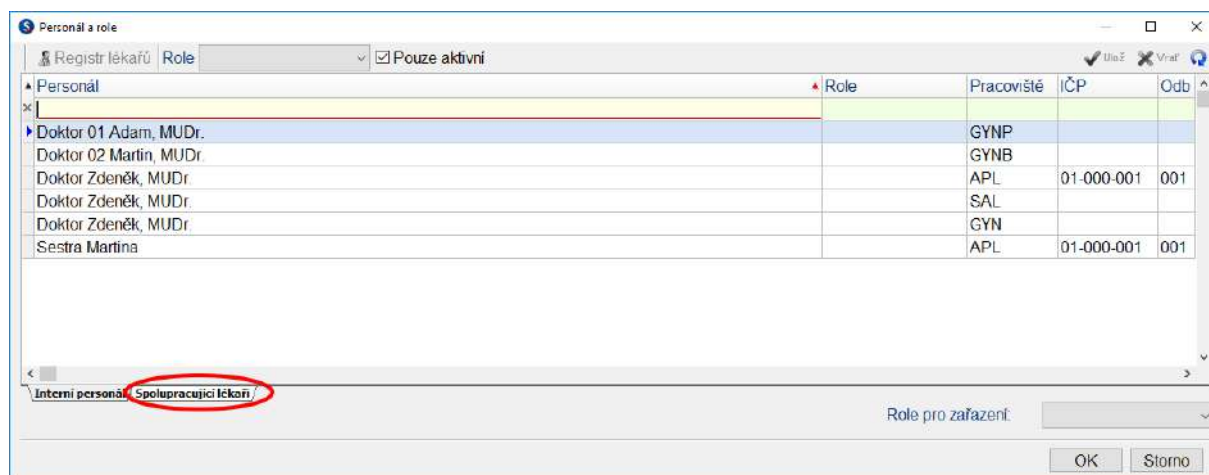 Personál a role
Registr lékařů Role Pouze aktivní Ulož Vrať
Personál Role Pracoviště IČP Odb
Doktor 01 Adam, MUDr. GYNP
Doktor 02 Martin, MUDr. GYNB
Doktor Zdeněk, MUDr. APL 01-000-001 001
Doktor Zdeněk, MUDr. SAL
Doktor Zdeněk, MUDr. GYN
Sestra Martina APL 01-000-001 001
Interní personál Spolupracující lékaři
Role pro zařazení:
OK Storno